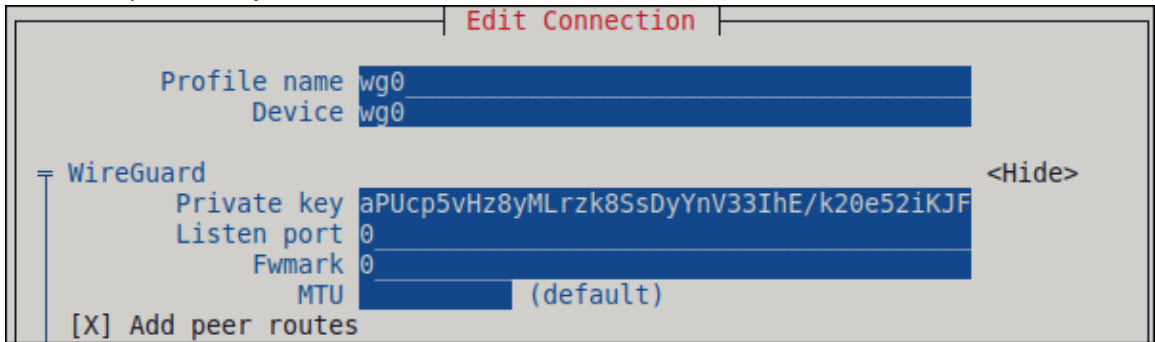 Edit Connection
Profile name wg0
Device wg0
WireGuard <Hide>
Private key aPUcp5vHz8yMLrzk8SsDyYnV33IhE/k20e52iKJF
Listen port 0
Fwmark 0
MTU (default)
[X] Add peer routes